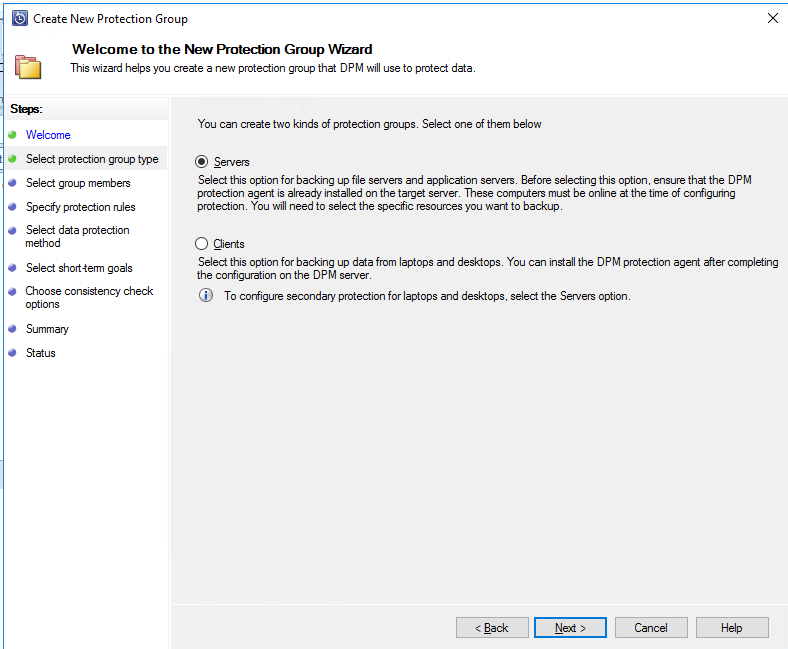 Create New Protection Group
Welcome to the New Protection Group Wizard
This wizard helps you create a new protection group that DPM will use to protect data.
Steps:
Welcome
Select protection group type
Select group members
Specify protection rules
Select data protection
method
Select short-term goals
Choose consistency check
options
Summary
Status
You can create two kinds of protection groups. Select one of them below
Servers
Select this option for backing up file servers and application servers. Before selecting this option, ensure that the DPM
protection agent is already installed on the target server. These computers must be online at the time of configuring
protection. You will need to select the specific resources you want to backup.
Clients
Select this option for backing up data from laptops and desktops. You can install the DPM protection agent after completing
the configuration on the DPM server.
To configure secondary protection for laptops and desktops, select the Servers option.
< Back
Next >
Cancel
Help